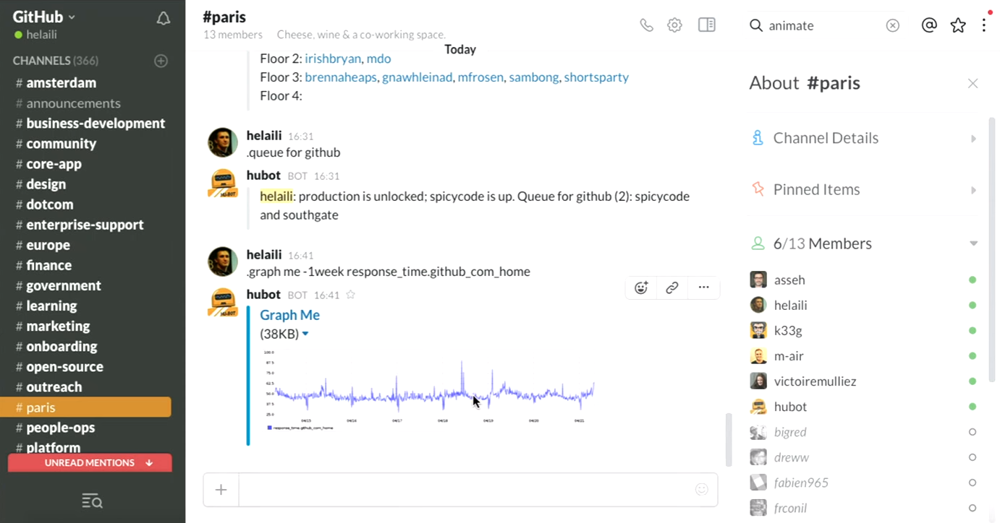 GitHub
helaili
CHANNELS (366)
# amsterdam
# announcements
# business-development
# community
# core-app
# design
# dotcom
# enterprise-support
# europe
# finance
# government
# learning
# marketing
# onboarding
# open-source
# outreach
# paris
# people-ops
# platform
UNREAD MENTIONS
#paris
13 members Cheese, wine & a co-working space.
Today
Floor 2: irishbryan, mdo
Floor 3: brennaheaps, gnawhleinad, mfrosen, sambong, shortsparty
Floor 4:
helaili 16:31
.queue for github
hubot BOT 16:31
helaili: production is unlocked; spicycode is up. Queue for github (2): spicycode
and southgate
helaili 16:41
.graph me -1week response_time.github_com_home
hubot BOT 16:41
Graph Me
(38KB)
100.0
87.5
75.0
62.5
50.0
37.5
25.0
04/15 04/16 04/17 04/18 04/19 04/20 04/21
response_time.github_com_home
animate
About #paris
Channel Details
Pinned Items
6/13 Members
asseh
helaili
k33g
m-air
victoiremulliez
hubot
bigred
dreww
fabien965
frconil